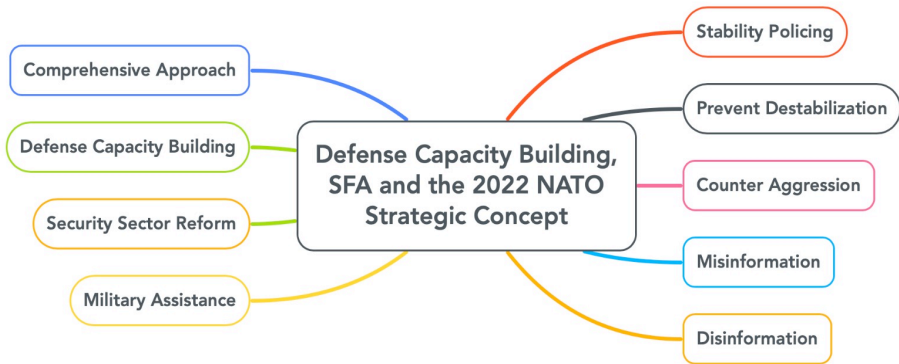 Stability Policing
Comprehensive Approach
Prevent Destabilization
Defense Capacity Building
Defense Capacity Building,
SFA and the 2022 NATO
Strategic Concept
Counter Aggression
Security Sector Reform
Misinformation
Military Assistance
Disinformation